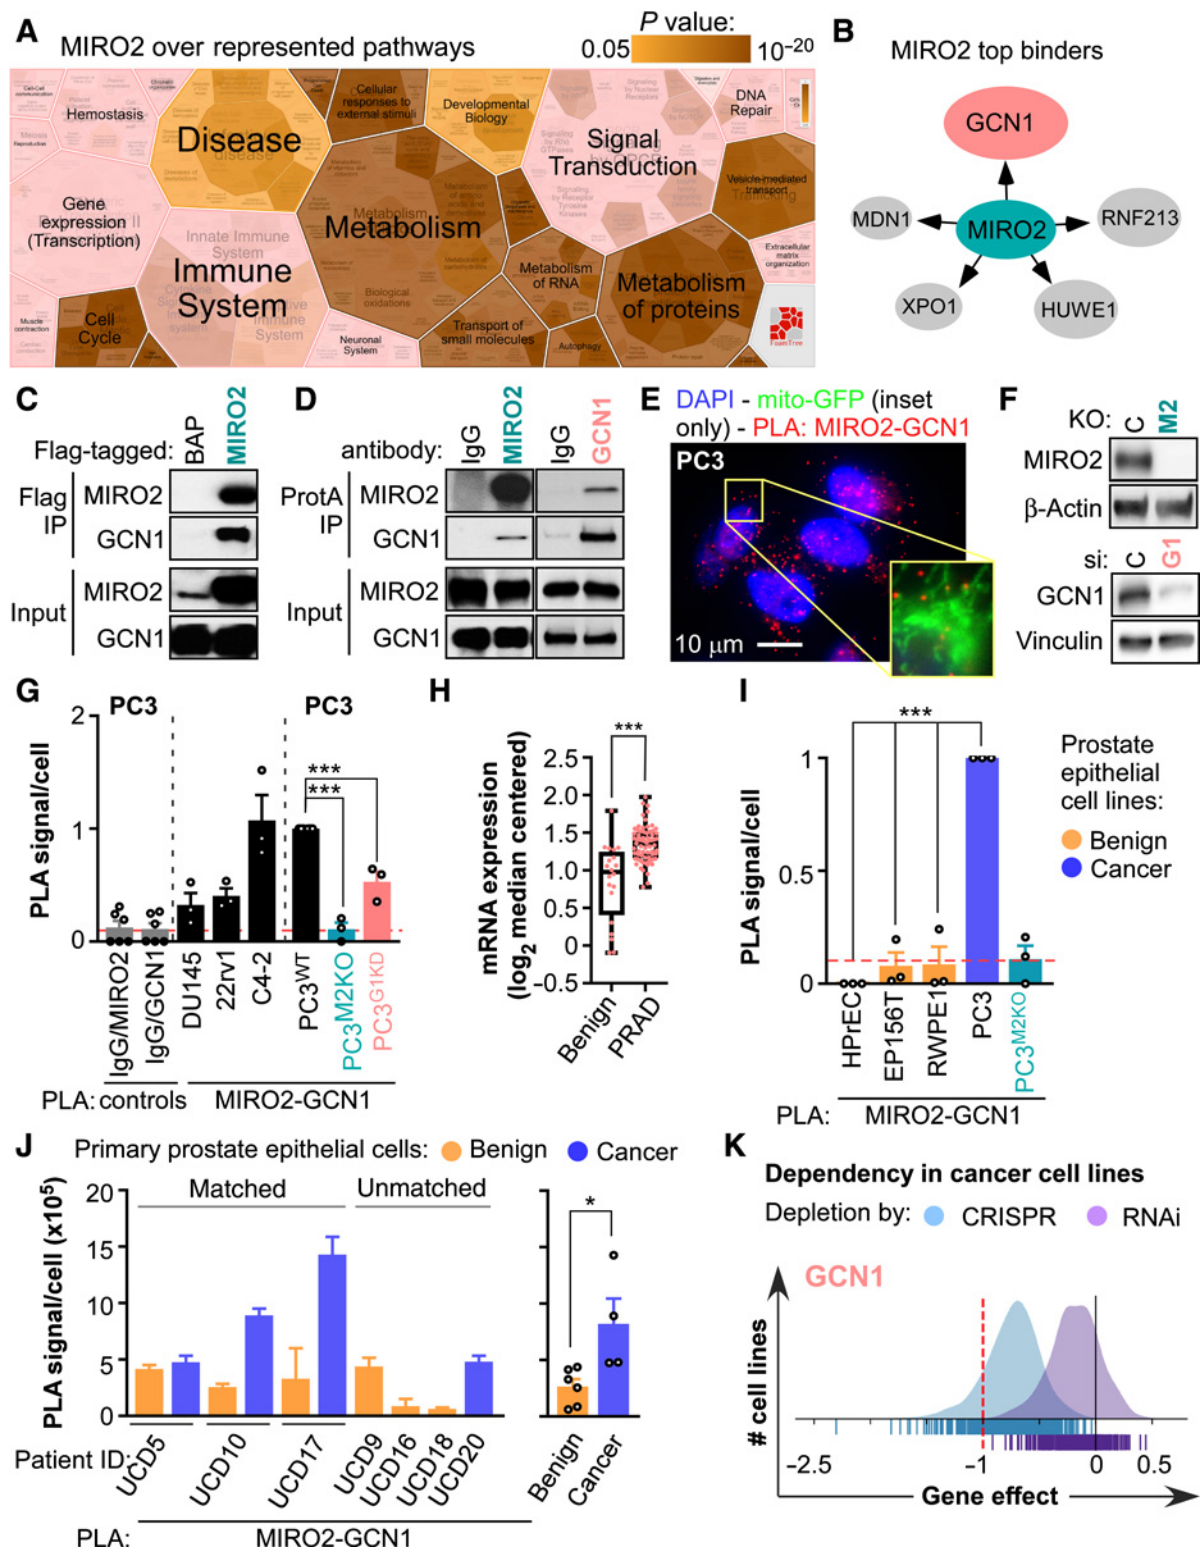 A
MIRO2 over represented pathways
P value:
0.05
10⁻²⁰
Cell-Cell communication
Hemostasis
Reproduction
Disease
Cellular responses to external stimuli
Developmental Biology
Signal Transduction
DNA Repair
Vesicle-mediated transport
Gene expression (Transcription)
Innate Immune System
Immune System
Metabolism
Biological oxidations
Metabolism of RNA
Metabolism of proteins
Extracellular matrix organization
Muscle contraction
Cell Cycle
Neuronal System
Transport of small molecules
Autophagy
FoamTree
B
MIRO2 top binders
GCN1
MDN1
MIRO2
RNF213
XPO1
HUWE1
C
Flag-tagged:
BAP
MIRO2
Flag IP
MIRO2
GCN1
Input
MIRO2
GCN1
D
antibody:
IgG
MIRO2
IgG
GCN1
ProtA IP
MIRO2
GCN1
Input
MIRO2
GCN1
E
DAPI - mito-GFP (inset
only) - PLA: MIRO2-GCN1
PC3
10 μm
F
KO:
C
M2
MIRO2
β-Actin
si:
C
G1
GCN1
Vinculin
G
PC3
PC3
PLA signal/cell
2
1
0
***
***
IgG/MIRO2
IgG/GCN1
DU145
22rv1
C4-2
PC3ᵂᵀ
PC3ᴹ²ᴷᴼ
PC3ᴳ¹ᴷᴰ
PLA: controls
MIRO2-GCN1
H
mRNA expression
(log₂ median centered)
***
2.5
2.0
1.5
1.0
0.5
0
−0.5
Benign
PRAD
I
PLA signal/cell
***
1
0.5
0
HPrEC
EP156T
RWPE1
PC3
PC3ᴹ²ᴷᴼ
PLA:
MIRO2-GCN1
Prostate
epithelial
cell lines:
Benign
Cancer
J
Primary prostate epithelial cells:
Benign
Cancer
Matched
Unmatched
PLA signal/cell (x10⁵)
20
15
10
5
0
*
Patient ID:
UCD5
UCD10
UCD17
UCD9
UCD16
UCD18
UCD20
Benign
Cancer
PLA:
MIRO2-GCN1
K
Dependency in cancer cell lines
Depletion by:
CRISPR
RNAi
GCN1
# cell lines
−2.5
−1
0
0.5
Gene effect